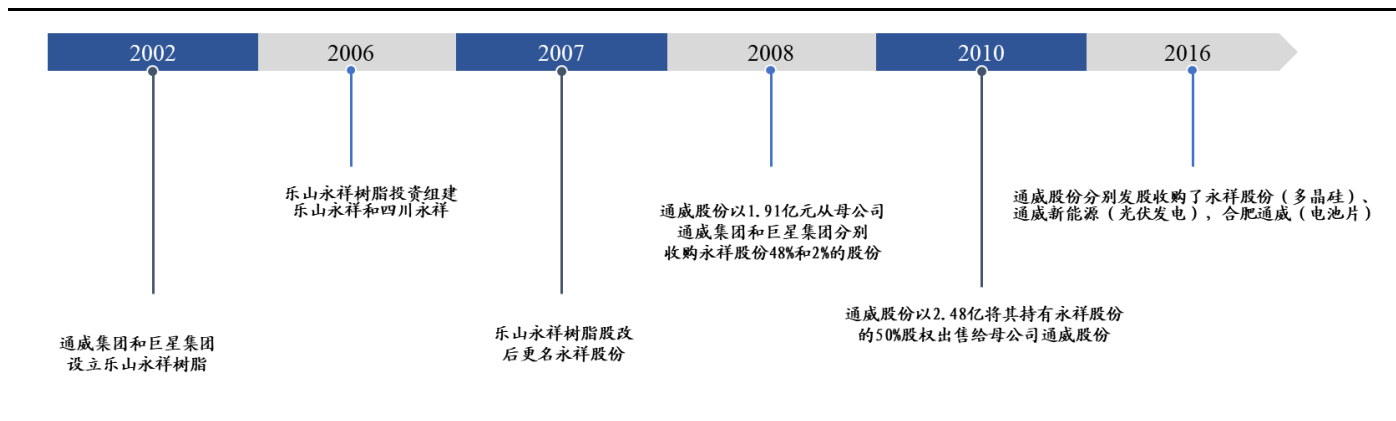 2002
2006
2007
2008
2010
2016
通威集团和巨星集团
设立乐山永祥树脂
乐山永祥树脂投资组建
乐山永祥和四川永祥
乐山永祥树脂股改
后更名永祥股份
通威股份以1.91亿元从母公司
通威集团和巨星集团分别
收购永祥股份48%和2%的股份
通威股份以2.48亿将其持有永祥股份
的50%股权出售给母公司通威股份
通威股份分别发股收购了永祥股份（多晶硅）、
通威新能源（光伏发电），合肥通威（电池片）